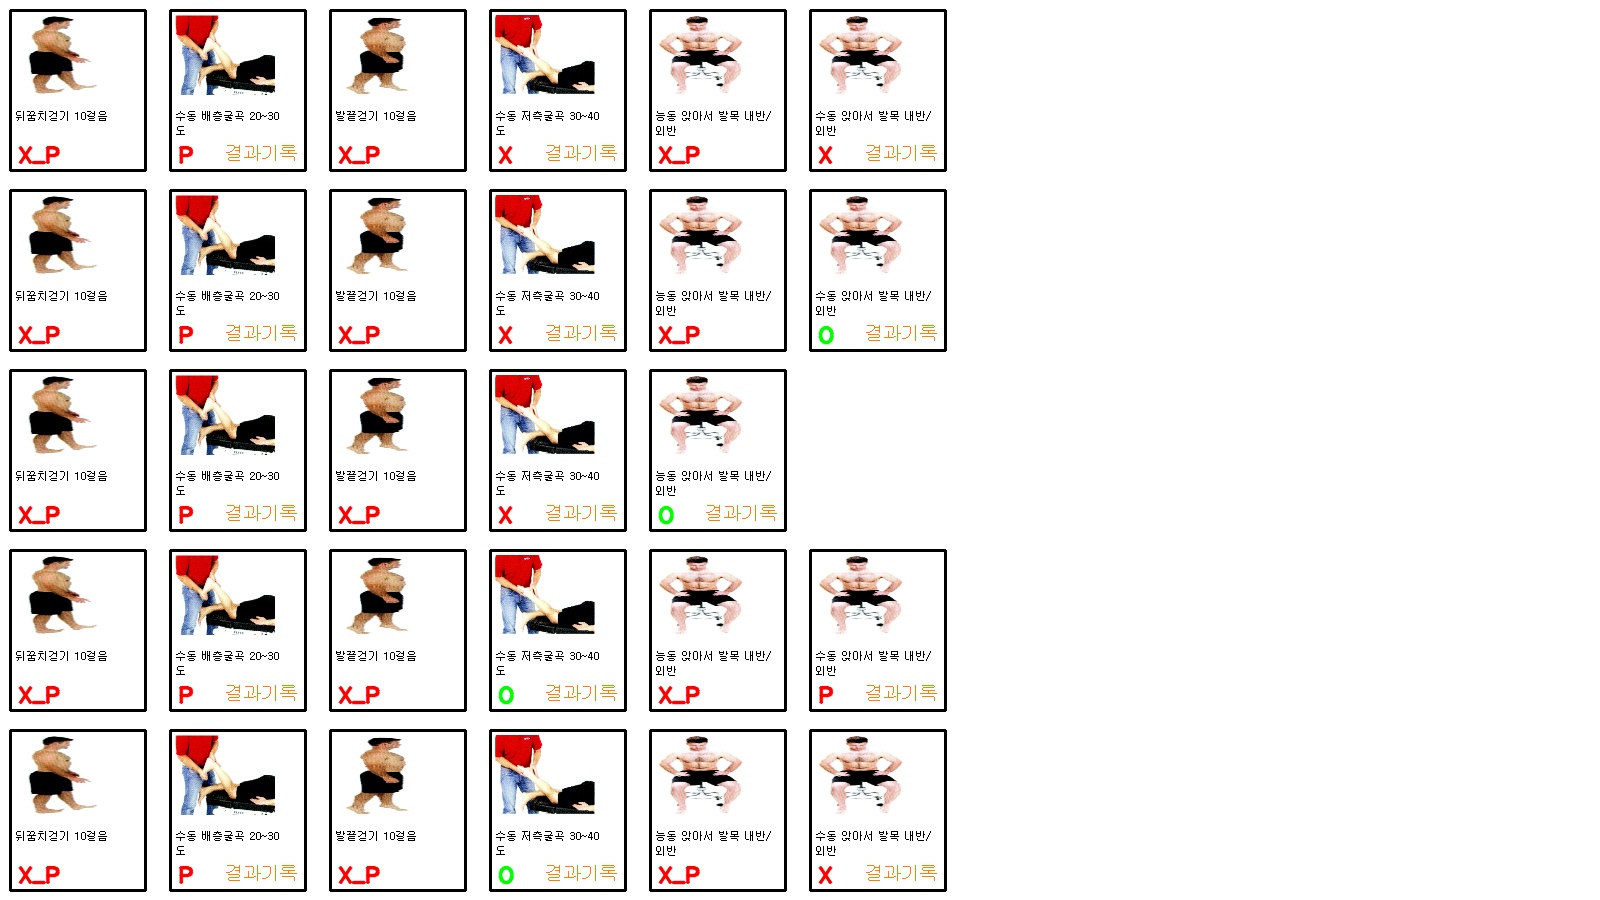 뒤꿈치걷기 10걸음
X_P
수동 배측굴곡 20~30
도
P 결과기록
발끝걷기 10걸음
X_P
수동 저측굴곡 30~40
도
X 결과기록
능동 앉아서 발목 내반/
외반
X_P
수동 앉아서 발목 내반/
외반
X 결과기록
뒤꿈치걷기 10걸음
X_P
수동 배측굴곡 20~30
도
P 결과기록
발끝걷기 10걸음
X_P
수동 저측굴곡 30~40
도
X 결과기록
능동 앉아서 발목 내반/
외반
X_P
수동 앉아서 발목 내반/
외반
O 결과기록
뒤꿈치걷기 10걸음
X_P
수동 배측굴곡 20~30
도
P 결과기록
발끝걷기 10걸음
X_P
수동 저측굴곡 30~40
도
X 결과기록
능동 앉아서 발목 내반/
외반
O 결과기록
뒤꿈치걷기 10걸음
X_P
수동 배측굴곡 20~30
도
P 결과기록
발끝걷기 10걸음
X_P
수동 저측굴곡 30~40
도
O 결과기록
능동 앉아서 발목 내반/
외반
X_P
수동 앉아서 발목 내반/
외반
P 결과기록
뒤꿈치걷기 10걸음
X_P
수동 배측굴곡 20~30
도
P 결과기록
발끝걷기 10걸음
X_P
수동 저측굴곡 30~40
도
O 결과기록
능동 앉아서 발목 내반/
외반
X_P
수동 앉아서 발목 내반/
외반
X 결과기록